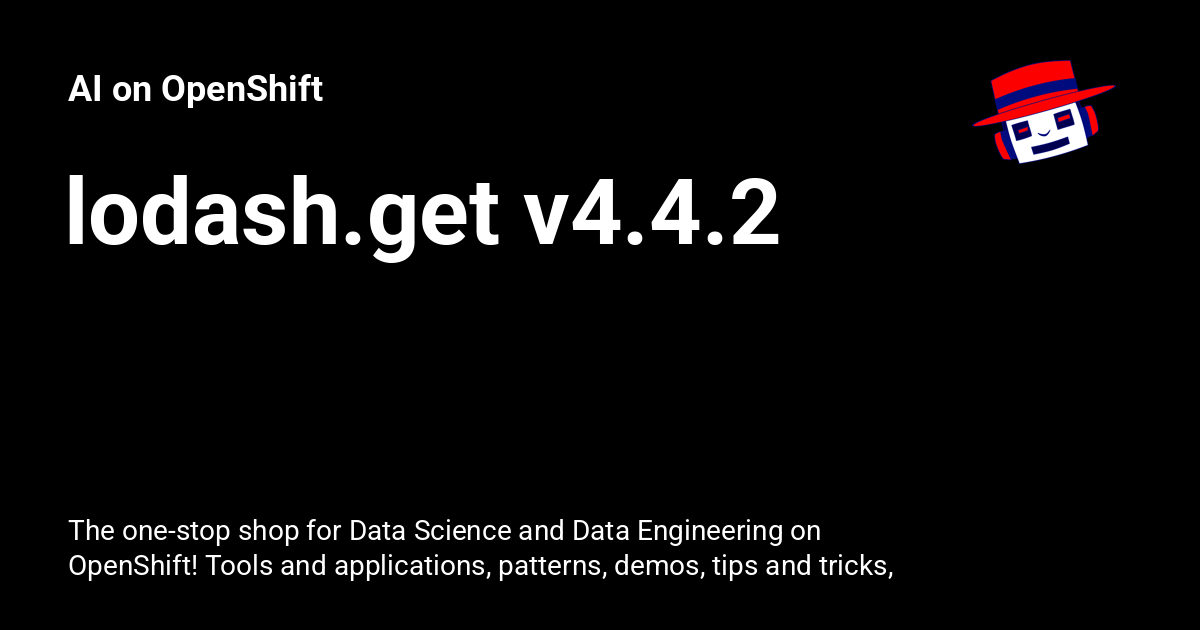 AI on OpenShift
lodash.get v4.4.2
The one-stop shop for Data Science and Data Engineering on
OpenShift! Tools and applications, patterns, demos, tips and tricks,